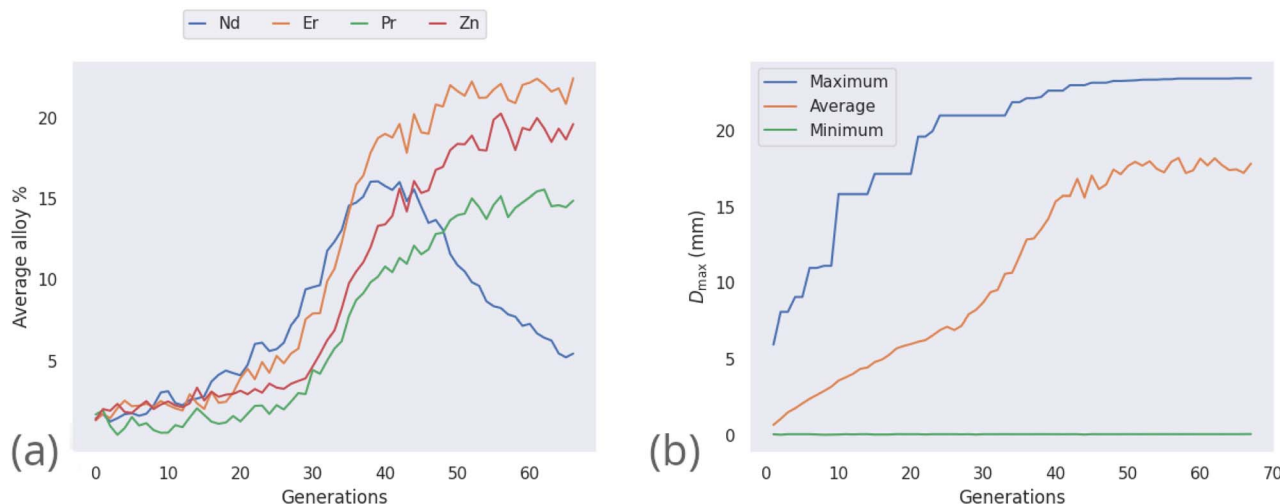 Nd Er Pr Zn
Average alloy %
20
15
10
5
0 10 20 30 40 50 60
Generations
(a)
Maximum
Average
Minimum
Dmax (mm)
20
15
10
5
0
0 10 20 30 40 50 60 70
Generations
(b)